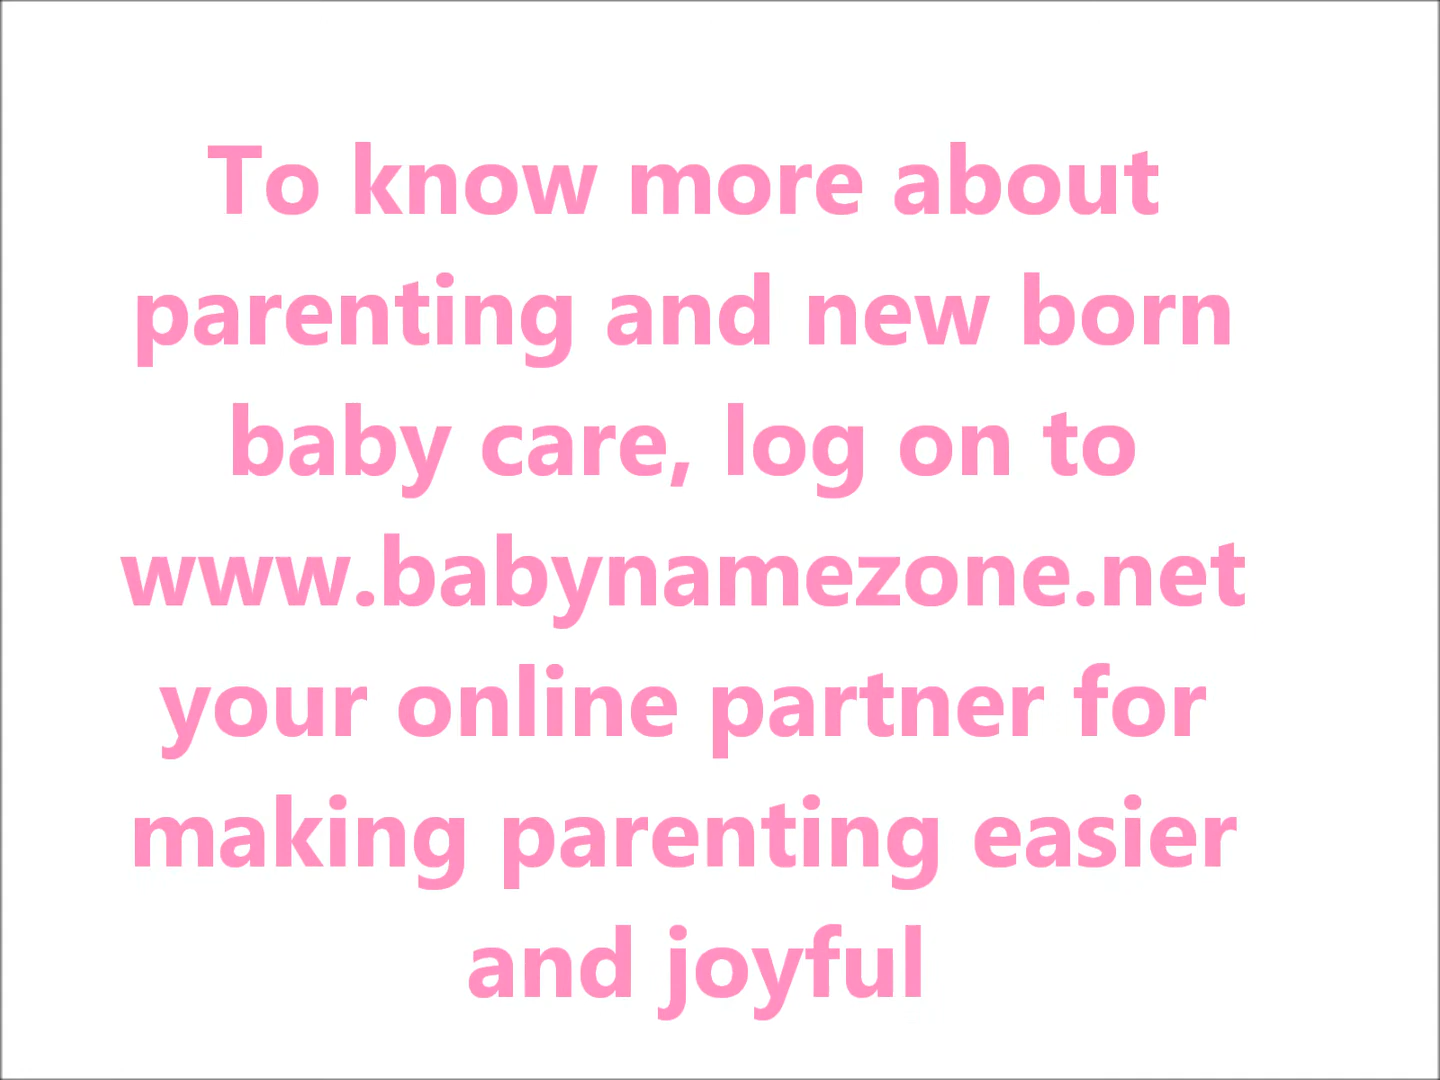 To know more about
parenting and new born
baby care, log on to
www.babynamezone.net
your online partner for
making parenting easier
and joyful